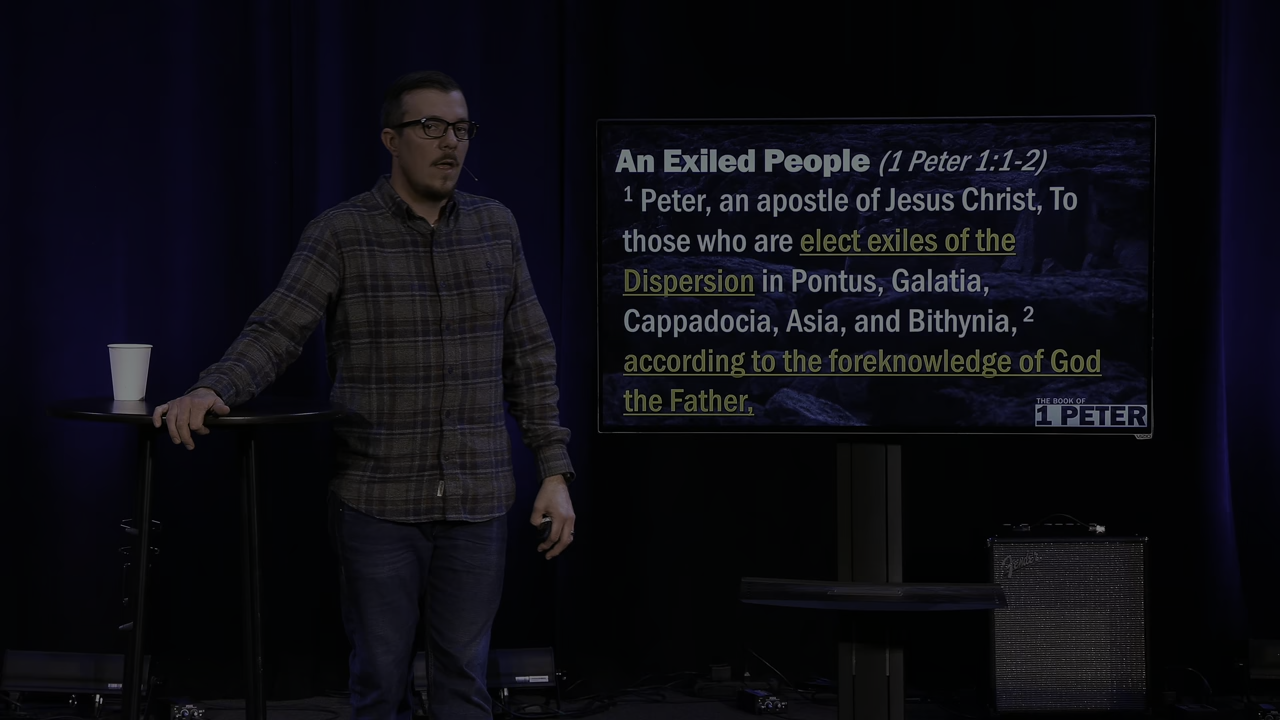 An Exiled People (1 Peter 1:1-2)
1 Peter, an apostle of Jesus Christ, To
those who are elect exiles of the
Dispersion in Pontus, Galatia,
Cappadocia, Asia, and Bithynia, 2
according to the foreknowledge of God
the Father,
THE BOOK OF
1 PETER
Fender